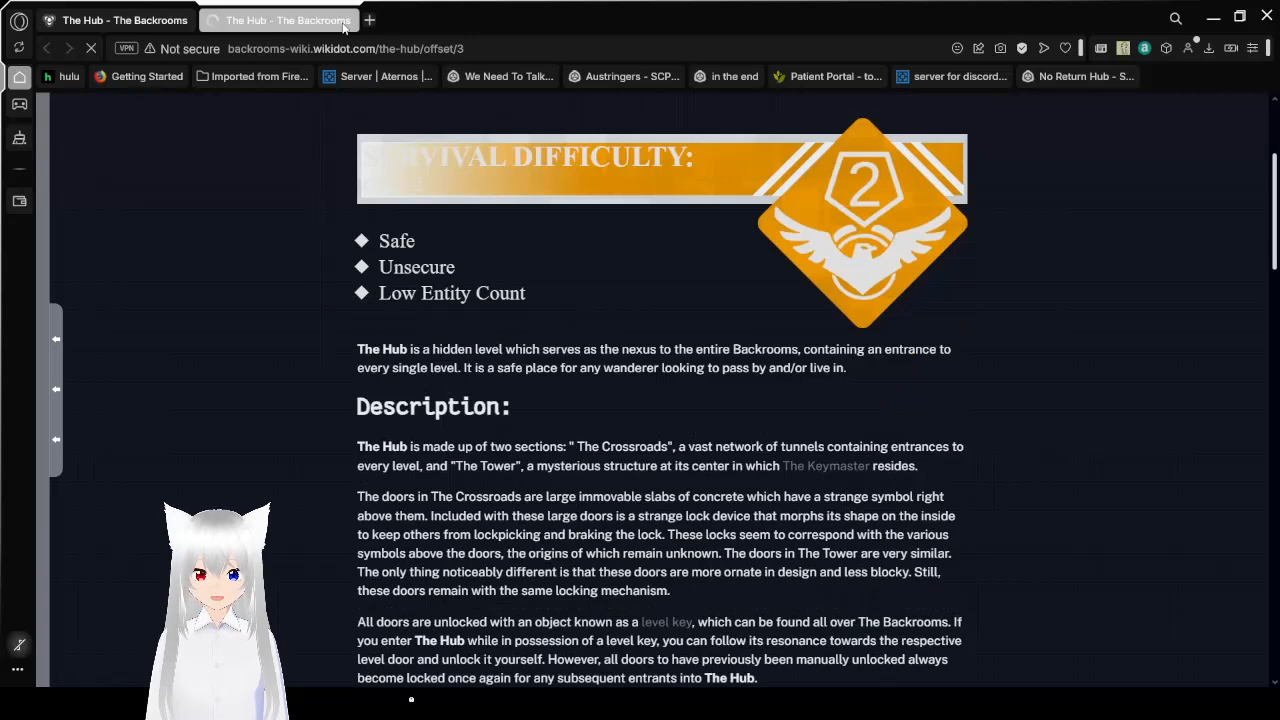 The Hub - The Backrooms
The Hub - The Backrooms
VPN
Not secure
backrooms-wiki.wikidot.com/the-hub/offset/3
hulu
Getting Started
Imported from Fire...
Server | Aternos |...
We Need To Talk...
Austringers - SCP...
in the end
Patient Portal - to...
server for discord...
No Return Hub - S...
SURVIVAL DIFFICULTY:
2
Safe
Unsecure
Low Entity Count
The Hub is a hidden level which serves as the nexus to the entire Backrooms, containing an entrance to
every single level. It is a safe place for any wanderer looking to pass by and/or live in.
Description:
The Hub is made up of two sections: " The Crossroads", a vast network of tunnels containing entrances to
every level, and "The Tower", a mysterious structure at its center in which The Keymaster resides.
The doors in The Crossroads are large immovable slabs of concrete which have a strange symbol right
above them. Included with these large doors is a strange lock device that morphs its shape on the inside
to keep others from lockpicking and braking the lock. These locks seem to correspond with the various
symbols above the doors, the origins of which remain unknown. The doors in The Tower are very similar.
The only thing noticeably different is that these doors are more ornate in design and less blocky. Still,
these doors remain with the same locking mechanism.
All doors are unlocked with an object known as a level key, which can be found all over The Backrooms. If
you enter The Hub while in possession of a level key, you can follow its resonance towards the respective
level door and unlock it yourself. However, all doors to have previously been manually unlocked always
become locked once again for any subsequent entrants into The Hub.